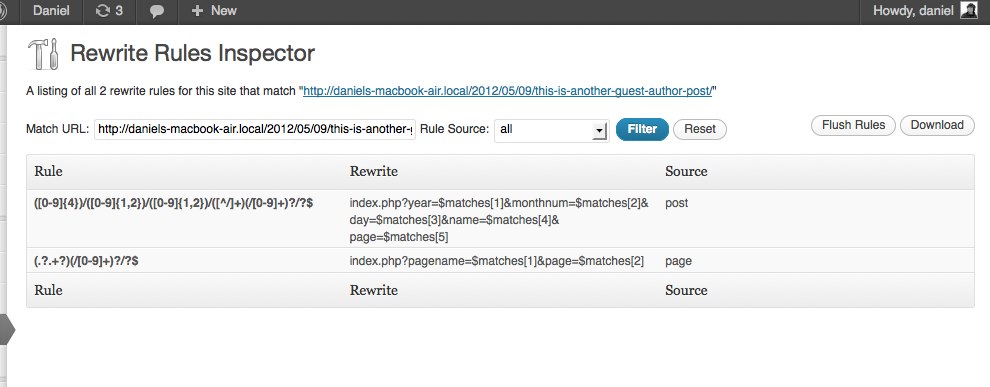 Daniel 3 + New Howdy, daniel
Rewrite Rules Inspector
A listing of all 2 rewrite rules for this site that match "http://daniels-macbook-air.local/2012/05/09/this-is-another-guest-author-post/"
Match URL: http://daniels-macbook-air.local/2012/05/09/this-is-another-g Rule Source: all Filter Reset Flush Rules Download
Rule Rewrite Source
([0-9]{4})/([0-9]{1,2})/([0-9]{1,2})/([^/]+)(/[0-9]+)?/?$ index.php?year=$matches[1]&monthnum=$matches[2]& post
day=$matches[3]&name=$matches[4]&
page=$matches[5]
(.?.+?)(/[0-9]+)?/?$ index.php?pagename=$matches[1]&page=$matches[2] page
Rule Rewrite Source